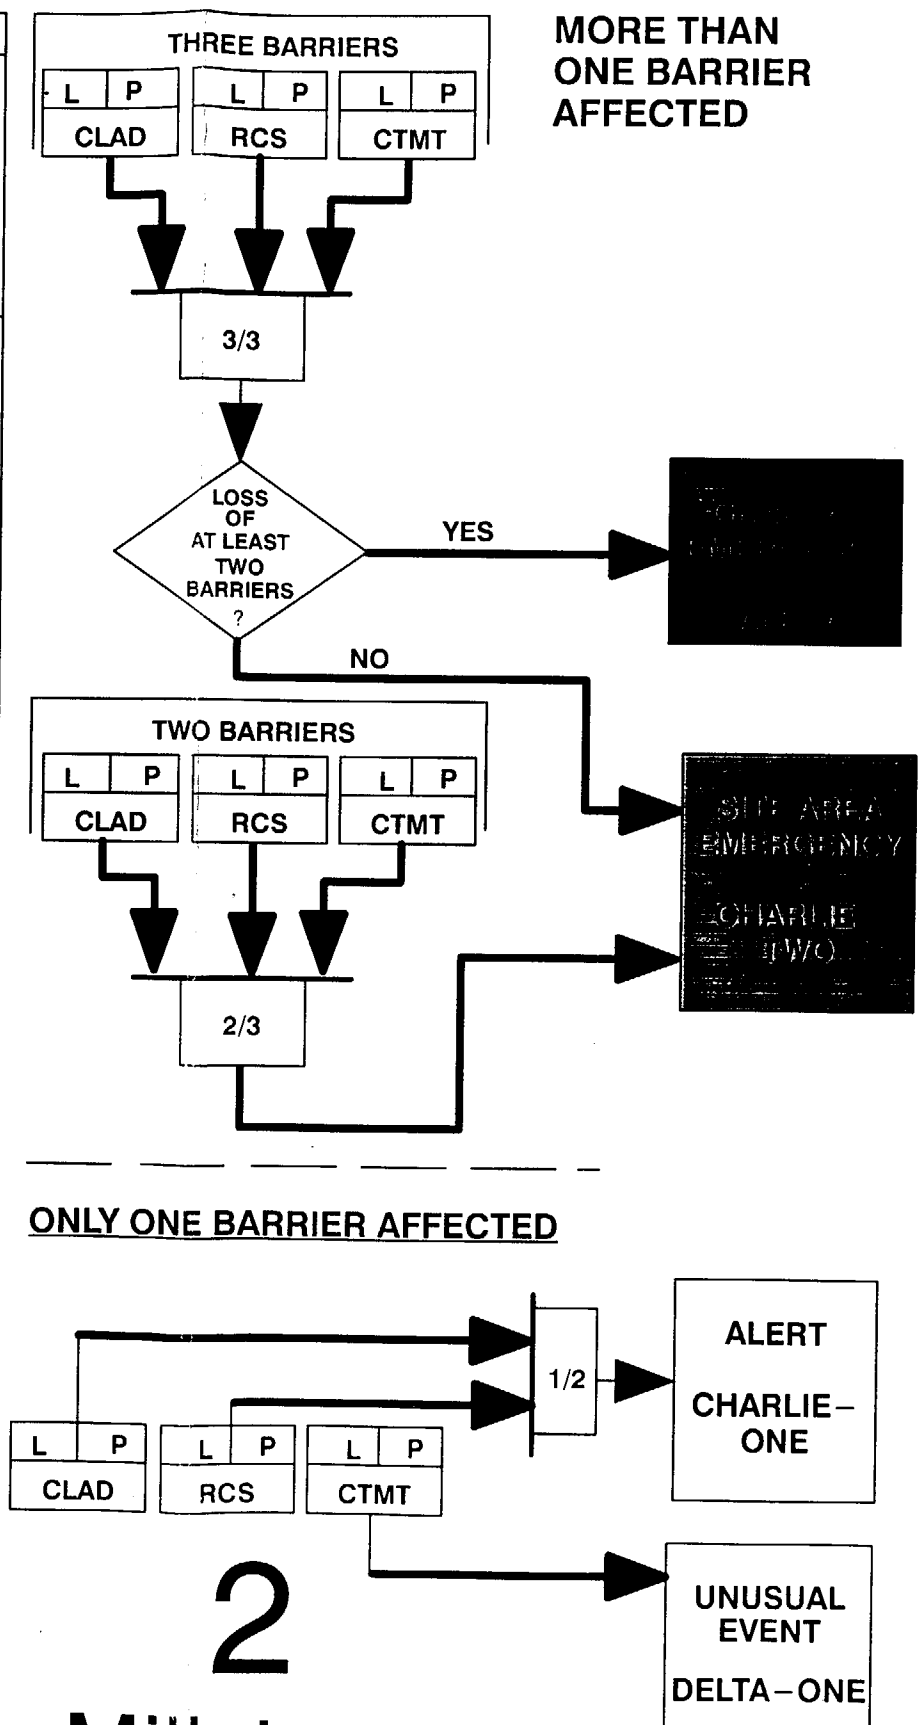 MORE THAN
ONE BARRIER
AFFECTED
THREE BARRIERS
L P L P L P
CLAD RCS CTMT
3/3
LOSS
OF
AT LEAST
TWO
BARRIERS
?
YES
NO
TWO BARRIERS
L P L P L P
CLAD RCS CTMT
SITE AREA
EMERGENCY
CHARLIE
TWO
2/3
ONLY ONE BARRIER AFFECTED
1/2
ALERT
CHARLIE–
ONE
L P L P L P
CLAD RCS CTMT
2
UNUSUAL
EVENT
DELTA–ONE